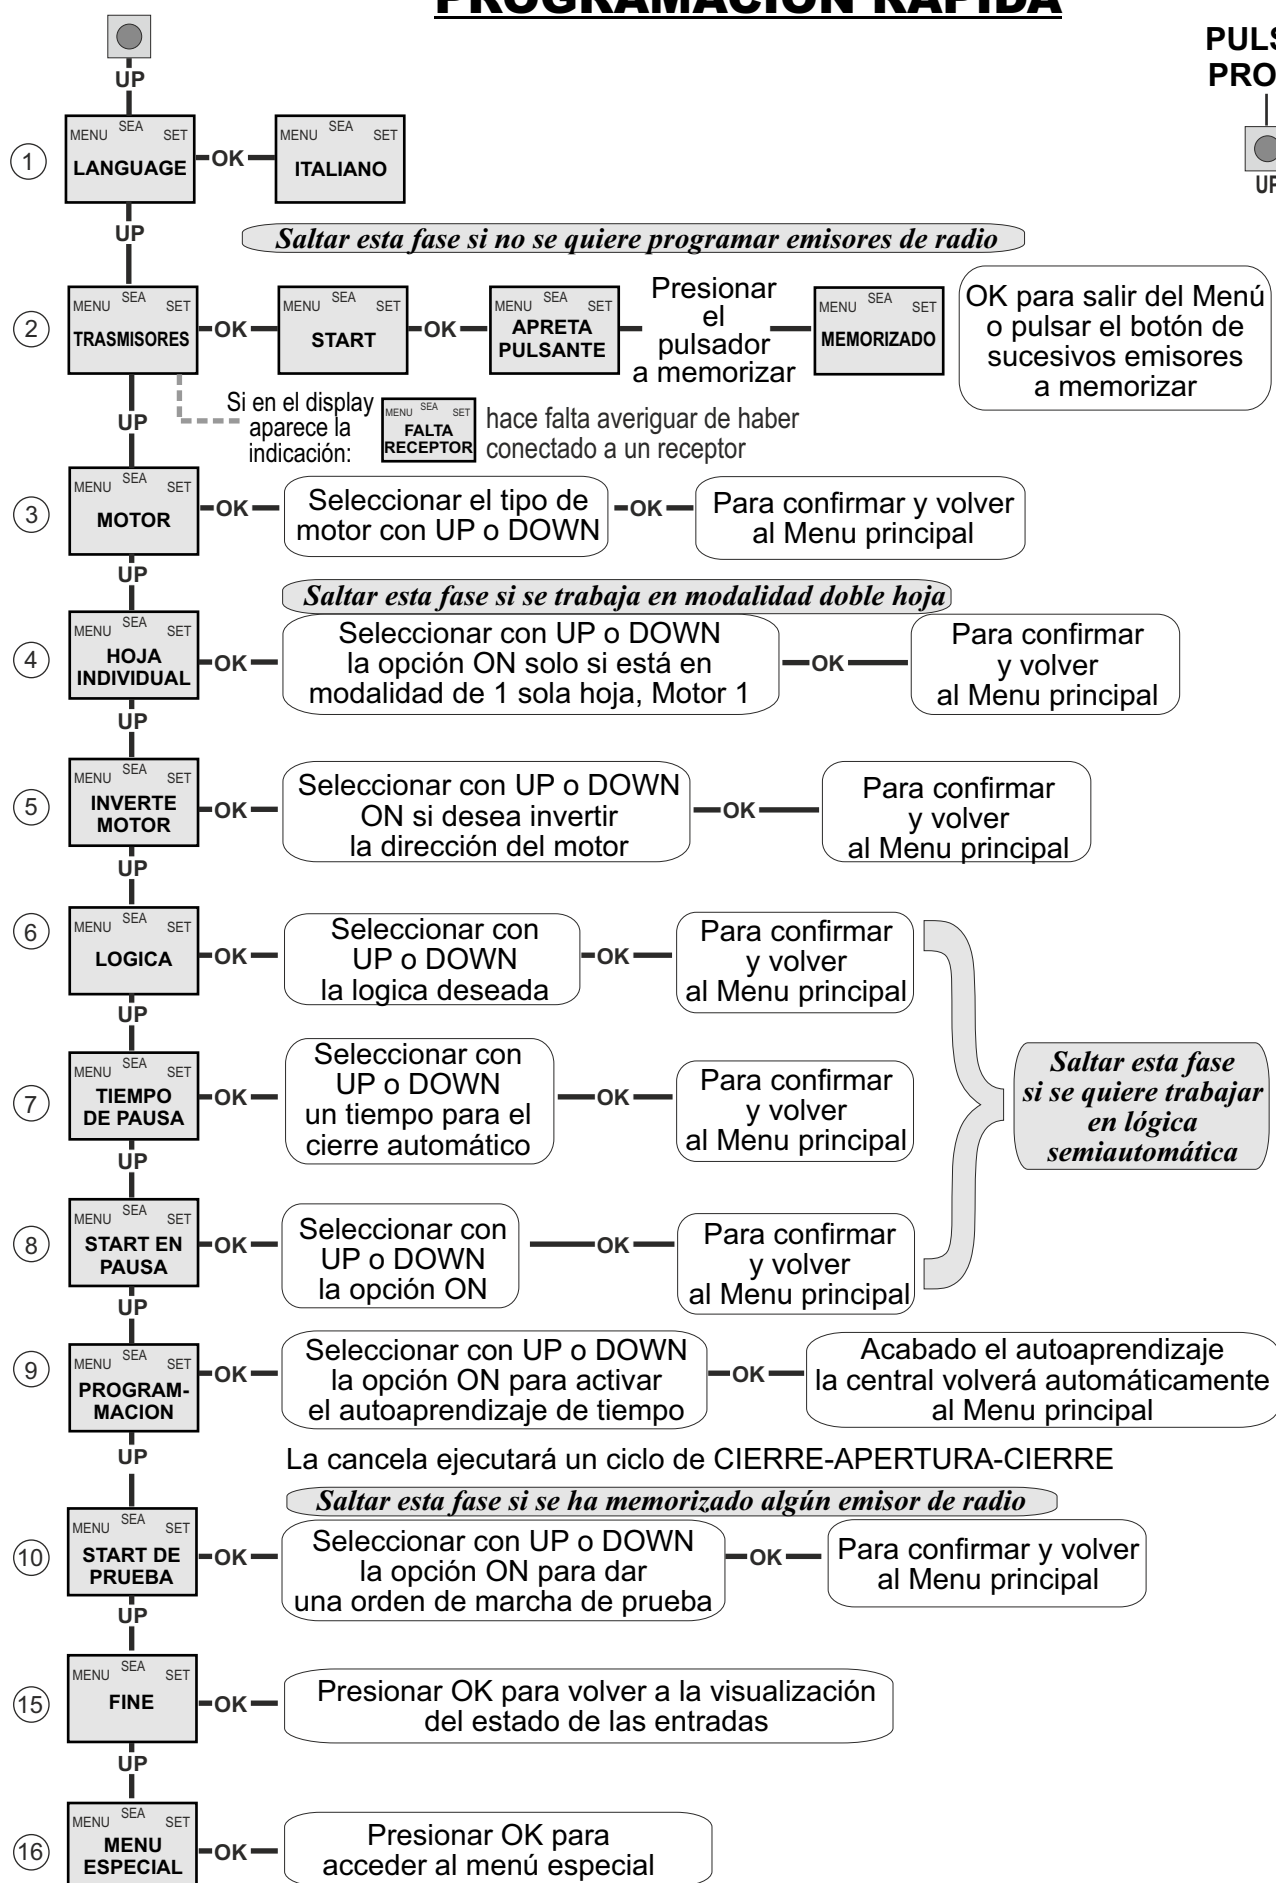 PROGRAMACION RAPIDA
UP
1
MENU SEA SET
LANGUAGE
OK
MENU SEA SET
ITALIANO
UP
Saltar esta fase si no se quiere programar emisores de radio
2
MENU SEA SET
TRASMISORES
OK
MENU SEA SET
START
OK
MENU SEA SET
APRETA
PULSANTE
Presionar
el
pulsador
a memorizar
MENU SEA SET
MEMORIZADO
OK para salir del Menú
o pulsar el botón de
sucesivos emisores
a memorizar
UP
Si en el display
aparece la
indicación:
MENU SEA SET
FALTA
RECEPTOR
hace falta averiguar de haber
conectado a un receptor
3
MENU SEA SET
MOTOR
OK
Seleccionar el tipo de
motor con UP o DOWN
OK
Para confirmar y volver
al Menu principal
UP
Saltar esta fase si se trabaja en modalidad doble hoja
4
MENU SEA SET
HOJA
INDIVIDUAL
OK
Seleccionar con UP o DOWN
la opción ON solo si está en
modalidad de 1 sola hoja, Motor 1
OK
Para confirmar
y volver
al Menu principal
UP
5
MENU SEA SET
INVERTE
MOTOR
OK
Seleccionar con UP o DOWN
ON si desea invertir
la dirección del motor
OK
Para confirmar
y volver
al Menu principal
UP
6
MENU SEA SET
LOGICA
OK
Seleccionar con
UP o DOWN
la logica deseada
OK
Para confirmar
y volver
al Menu principal
UP
7
MENU SEA SET
TIEMPO
DE PAUSA
OK
Seleccionar con
UP o DOWN
un tiempo para el
cierre automático
OK
Para confirmar
y volver
al Menu principal
Saltar esta fase
si se quiere trabajar
en lógica
semiautomática
UP
8
MENU SEA SET
START EN
PAUSA
OK
Seleccionar con
UP o DOWN
la opción ON
OK
Para confirmar
y volver
al Menu principal
UP
9
MENU SEA SET
PROGRAM-
MACION
OK
Seleccionar con UP o DOWN
la opción ON para activar
el autoaprendizaje de tiempo
OK
Acabado el autoaprendizaje
la central volverá automáticamente
al Menu principal
UP
La cancela ejecutará un ciclo de CIERRE-APERTURA-CIERRE
Saltar esta fase si se ha memorizado algún emisor de radio
10
MENU SEA SET
START DE
PRUEBA
OK
Seleccionar con UP o DOWN
la opción ON para dar
una orden de marcha de prueba
OK
Para confirmar y volver
al Menu principal
UP
15
MENU SEA SET
FINE
OK
Presionar OK para volver a la visualización
del estado de las entradas
UP
16
MENU SEA SET
MENU
ESPECIAL
OK
Presionar OK para
acceder al menú especial
PULS
PRO
UP